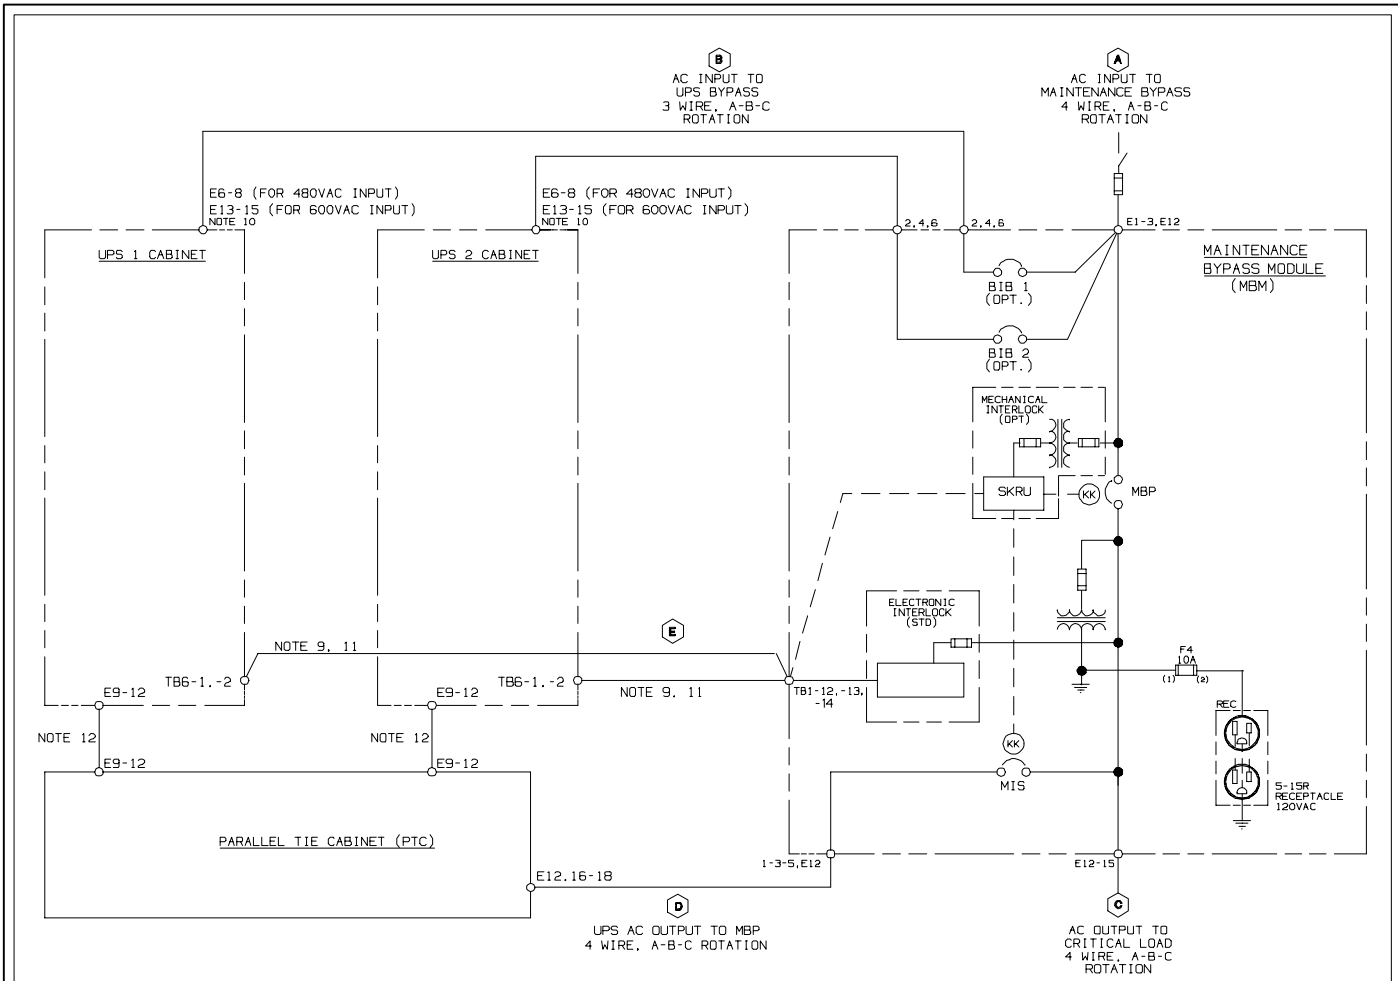 B
AC INPUT TO
UPS BYPASS
3 WIRE, A-B-C
ROTATION
A
AC INPUT TO
MAINTENANCE BYPASS
4 WIRE, A-B-C
ROTATION
E6-8 (FOR 480VAC INPUT)
E13-15 (FOR 600VAC INPUT)
NOTE 10
E6-8 (FOR 480VAC INPUT)
E13-15 (FOR 600VAC INPUT)
NOTE 10
2,4,6
2,4,6
E1-3,E12
UPS 1 CABINET
UPS 2 CABINET
MAINTENANCE
BYPASS MODULE
(MBM)
BIB 1
(OPT.)
BIB 2
(OPT.)
MECHANICAL
INTERLOCK
(OPT)
SKRU
KK
MBP
ELECTRONIC
INTERLOCK
(STD)
E
NOTE 9, 11
TB6-1,-2
TB6-1,-2
NOTE 9, 11
TB1-12,-13,
-14
F4
10A
(1)
(2)
REC
5-15R
RECEPTACLE
120VAC
E9-12
E9-12
NOTE 12
NOTE 12
E9-12
E9-12
KK
MIS
PARALLEL TIE CABINET (PTC)
1-3-5,E12
E12-15
E12,16-18
D
UPS AC OUTPUT TO MBP
4 WIRE, A-B-C ROTATION
C
AC OUTPUT TO
CRITICAL LOAD
4 WIRE, A-B-C
ROTATION